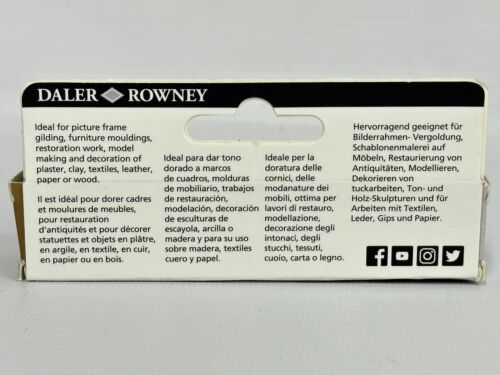 DALER ROWNEY
Ideal for picture frame
gilding, furniture mouldings,
restoration work, model
making and decoration of
plaster, clay, textiles, leather,
paper or wood.
Il est idéal pour dorer cadres
et moulures de meubles,
pour restauration
d'antiquités et pour décorer
statuettes et objets en plâtre,
en argile, en textile, en cuir,
en papier ou en bois.
Ideal para dar tono
dorado a marcos
de cuadros, molduras
de mobiliario, trabajos
de restauración,
modelación, decoración
de esculturas de
escayola, arcilla o
madera y para su uso
sobre madera, textiles
cuero y papel.
Ideale per la
doratura delle
cornici, delle
modanature dei
mobili, ottima per
lavori di restauro,
modellazione,
decorazione degli
intonaci, degli
stucchi, tessuti,
cuoio, carta o legno.
Hervorragend geeignet für
Bilderrahmen- Vergoldung,
Schablonenmalerei auf
Möbeln, Restaurierung von
Antiquitäten, Modellieren,
Dekorieren von
tuckarbeiten, Ton- und
Holz-Skulpturen und für
Arbeiten mit Textilen,
Leder, Gips und Papier.